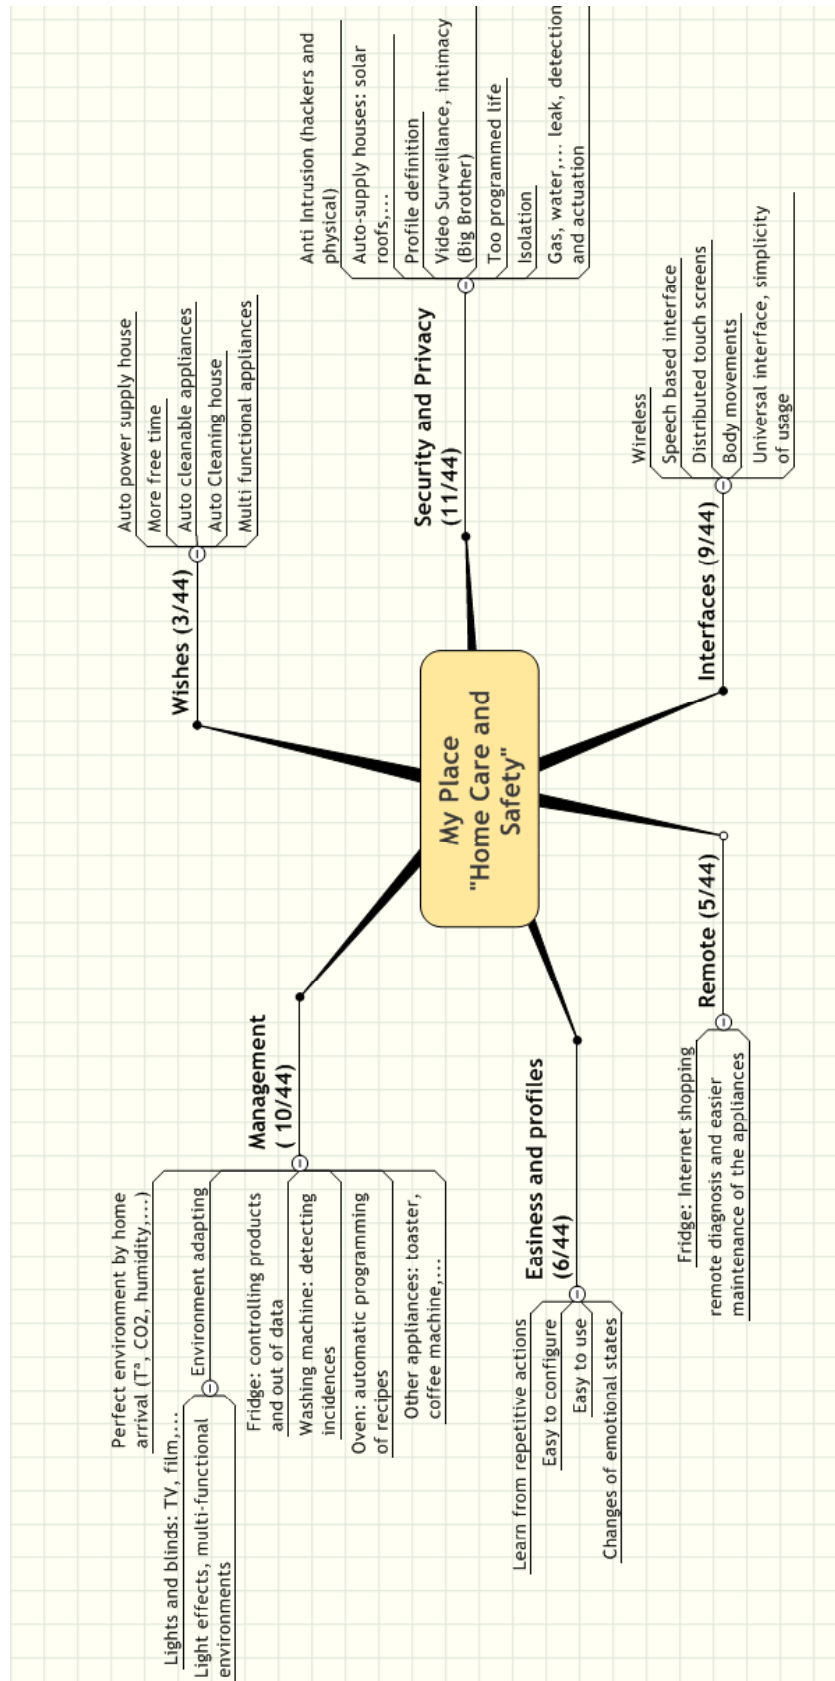 My Place
"Home Care and
Safety"
Management
( 10/44)
Perfect environment by home
arrival (Tª, CO2, humidity,...)
Environment adapting
Lights and blinds: TV, film,...
Light effects, multi-functional
environments
Fridge: controlling products
and out of data
Washing machine: detecting
incidences
Oven: automatic programming
of recipes
Other appliances: toaster,
coffee machine,...
Easiness and profiles
(6/44)
Learn from repetitive actions
Easy to configure
Easy to use
Changes of emotional states
Remote (5/44)
Fridge: Internet shopping
remote diagnosis and easier
maintenance of the appliances
Wishes (3/44)
Auto power supply house
More free time
Auto cleanable appliances
Auto Cleaning house
Multi functional appliances
Security and Privacy
(11/44)
Anti Intrusion (hackers and
physical)
Auto-supply houses: solar
roofs,...
Profile definition
Video Surveillance, intimacy
(Big Brother)
Too programmed life
Isolation
Gas, water,... leak, detection
and actuation
Interfaces (9/44)
Wireless
Speech based interface
Distributed touch screens
Body movements
Universal interface, simplicity
of usage